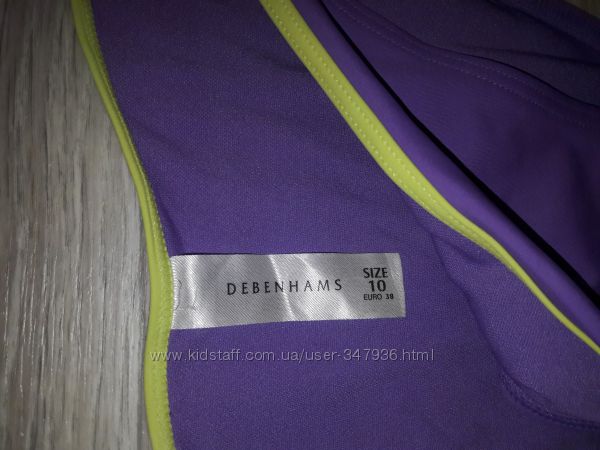 DEBENHAMS
SIZE
10
EURO 38
www.kidstaff.com.ua/user-347936.html